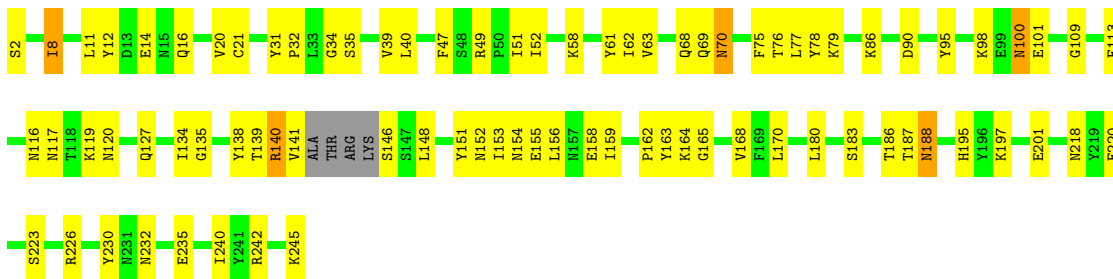 S2 I8 L11 Y12 D13 E14 N15 Q16 V20 C21 Y31 P32 L33 G34 S35 V39 L40 F47 S48 R49 P50 I51 I52 K58 Y61 I62 V63 Q68 Q69 N70 F75 T76 L77 Y78 K79 K86 D90 Y95 K98 E99 N100 E101 G109
N116 N117 T118 K119 N120 Q127 I134 G135 Y138 T139 R140 V141 ALA THR ARG LYS S146 S147 L148 Y151 N152 I153 N154 E155 L156 N157 E158 I159 P162 Y163 K164 G165 V168 F169 L170 L180 S183 T186 T187 N188 H195 Y196 K197 E201 N218 Y219
S223 R226 Y230 N231 N232 E235 I240 Y241 R242 K245